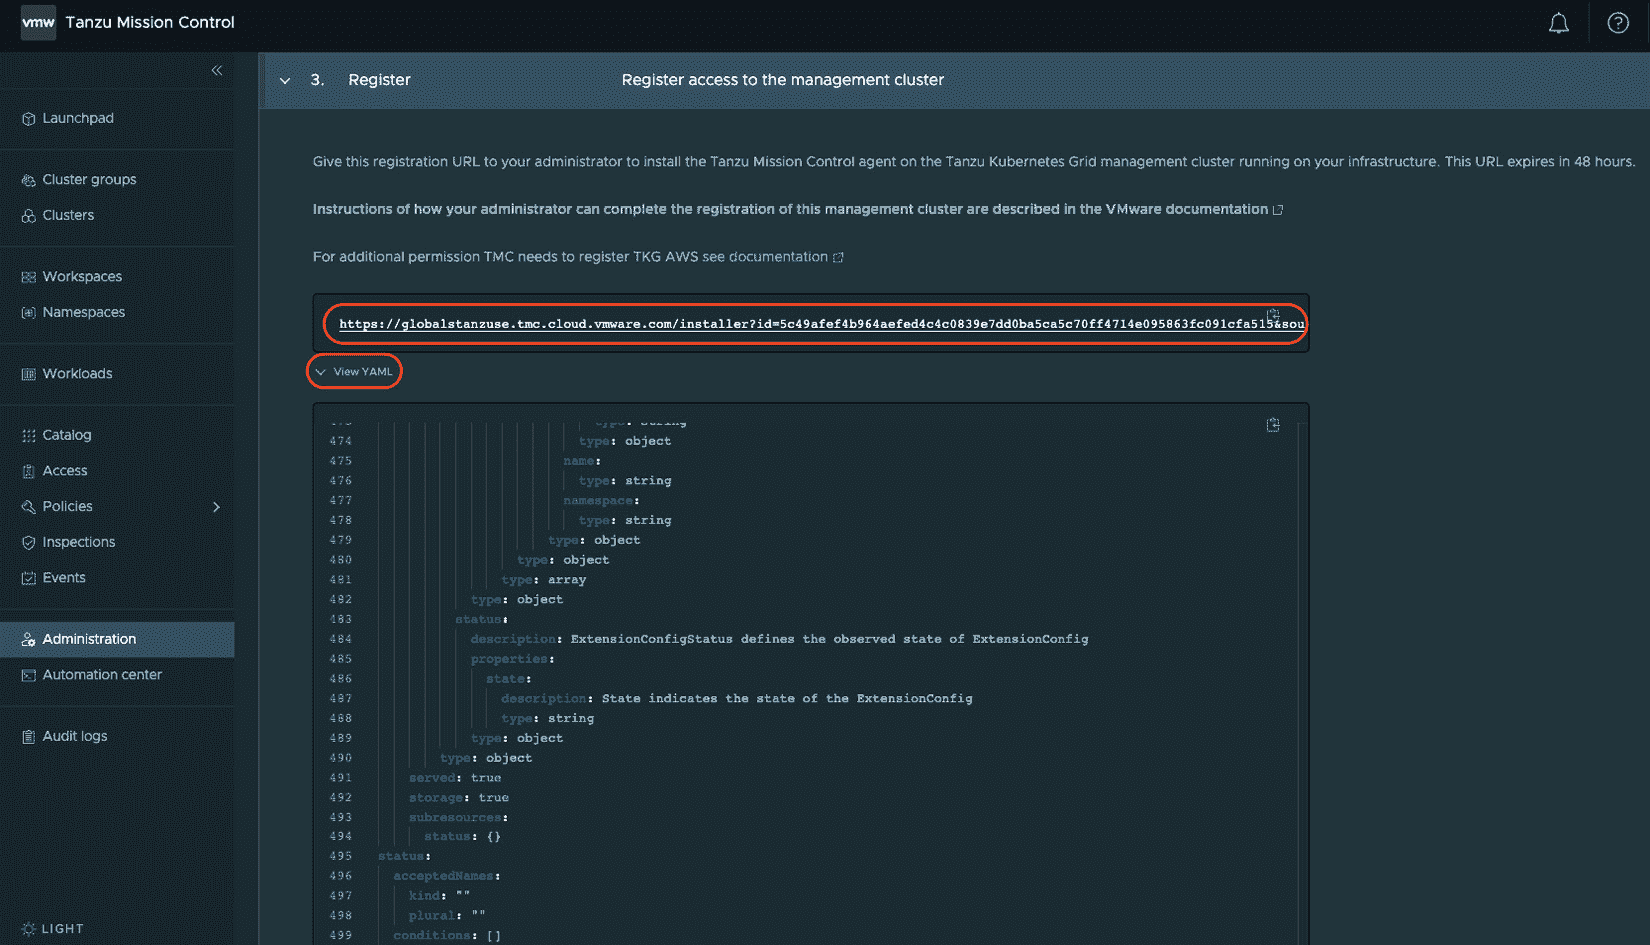 vmw Tanzu Mission Control
3. Register Register access to the management cluster
Launchpad
Cluster groups
Clusters
Workspaces
Namespaces
Workloads
Catalog
Access
Policies
Inspections
Events
Administration
Automation center
Audit logs
LIGHT
Give this registration URL to your administrator to install the Tanzu Mission Control agent on the Tanzu Kubernetes Grid management cluster running on your infrastructure. This URL expires in 48 hours.
Instructions of how your administrator can complete the registration of this management cluster are described in the VMware documentation
For additional permission TMC needs to register TKG AWS see documentation
https://globalstanzuse.tmc.cloud.vmware.com/installer?id=5c49afef4b964aefed4c4c0839e7dd0ba5ca5c70ff4714e095863fc091cfa515&sou
View YAML
473 type: string
474 type: object
475 name:
476 type: string
477 namespace:
478 type: string
479 type: object
480 type: object
481 type: array
482 type: object
483 status:
484 description: ExtensionConfigStatus defines the observed state of ExtensionConfig
485 properties:
486 state:
487 description: State indicates the state of the ExtensionConfig
488 type: string
489 type: object
490 type: object
491 served: true
492 storage: true
493 subresources:
494 status: {}
495 status:
496 acceptedNames:
497 kind: ""
498 plural: ""
499 conditions: []